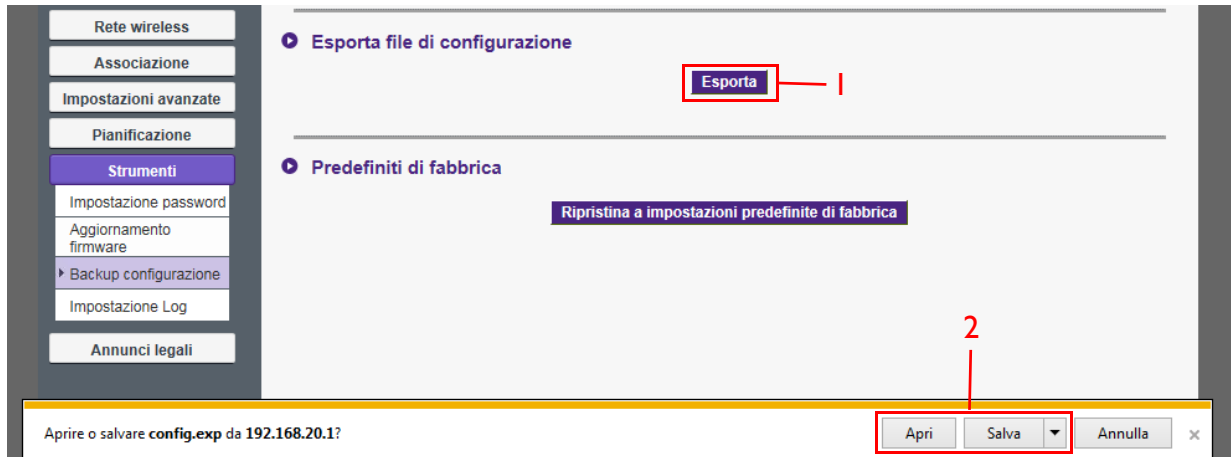 Rete wireless
Associazione
Impostazioni avanzate
Pianificazione
Strumenti
Impostazione password
Aggiornamento
firmware
Backup configurazione
Impostazione Log
Annunci legali
Esporta file di configurazione
Esporta
1
Predefiniti di fabbrica
Ripristina a impostazioni predefinite di fabbrica
2
Aprire o salvare config.exp da 192.168.20.1?
Apri
Salva
Annulla